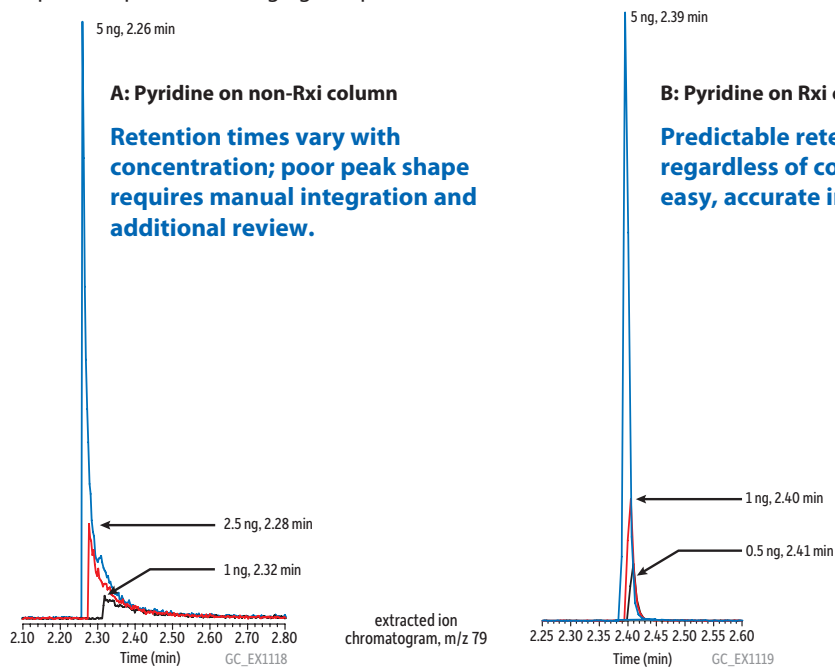 5 ng, 2.26 min
A: Pyridine on non-Rxi column
Retention times vary with
concentration; poor peak shape
requires manual integration and
additional review.
2.5 ng, 2.28 min
1 ng, 2.32 min
2.10 2.20 2.30 2.40 2.50 2.60 2.70 2.80
Time (min)
GC_EX1118
extracted ion
chromatogram, m/z 79
5 ng, 2.39 min
B: Pyridine on Rxi
Predictable
regardless of
easy, accurate
1 ng, 2.40 min
0.5 ng, 2.41 min
2.25 2.30 2.35 2.40 2.45 2.50 2.55 2.60
Time (min)
GC_EX1119